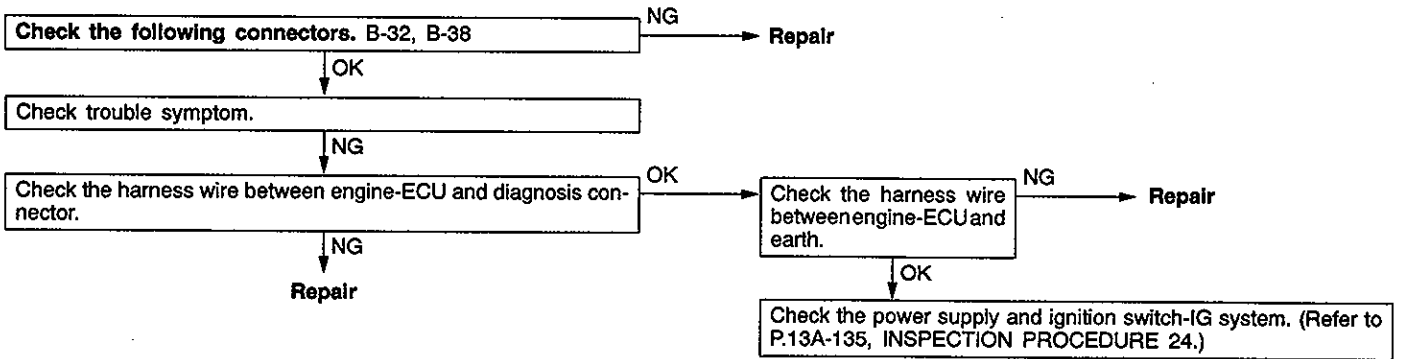 Check the following connectors. B-32, B-38
NG
Repair
OK
Check trouble symptom.
NG
Check the harness wire between engine-ECU and diagnosis con-
nector.
OK
Check the harness wire
between engine-ECU and
earth.
NG
Repair
NG
Repair
OK
Check the power supply and ignition switch-IG system. (Refer to
P.13A-135, INSPECTION PROCEDURE 24.)